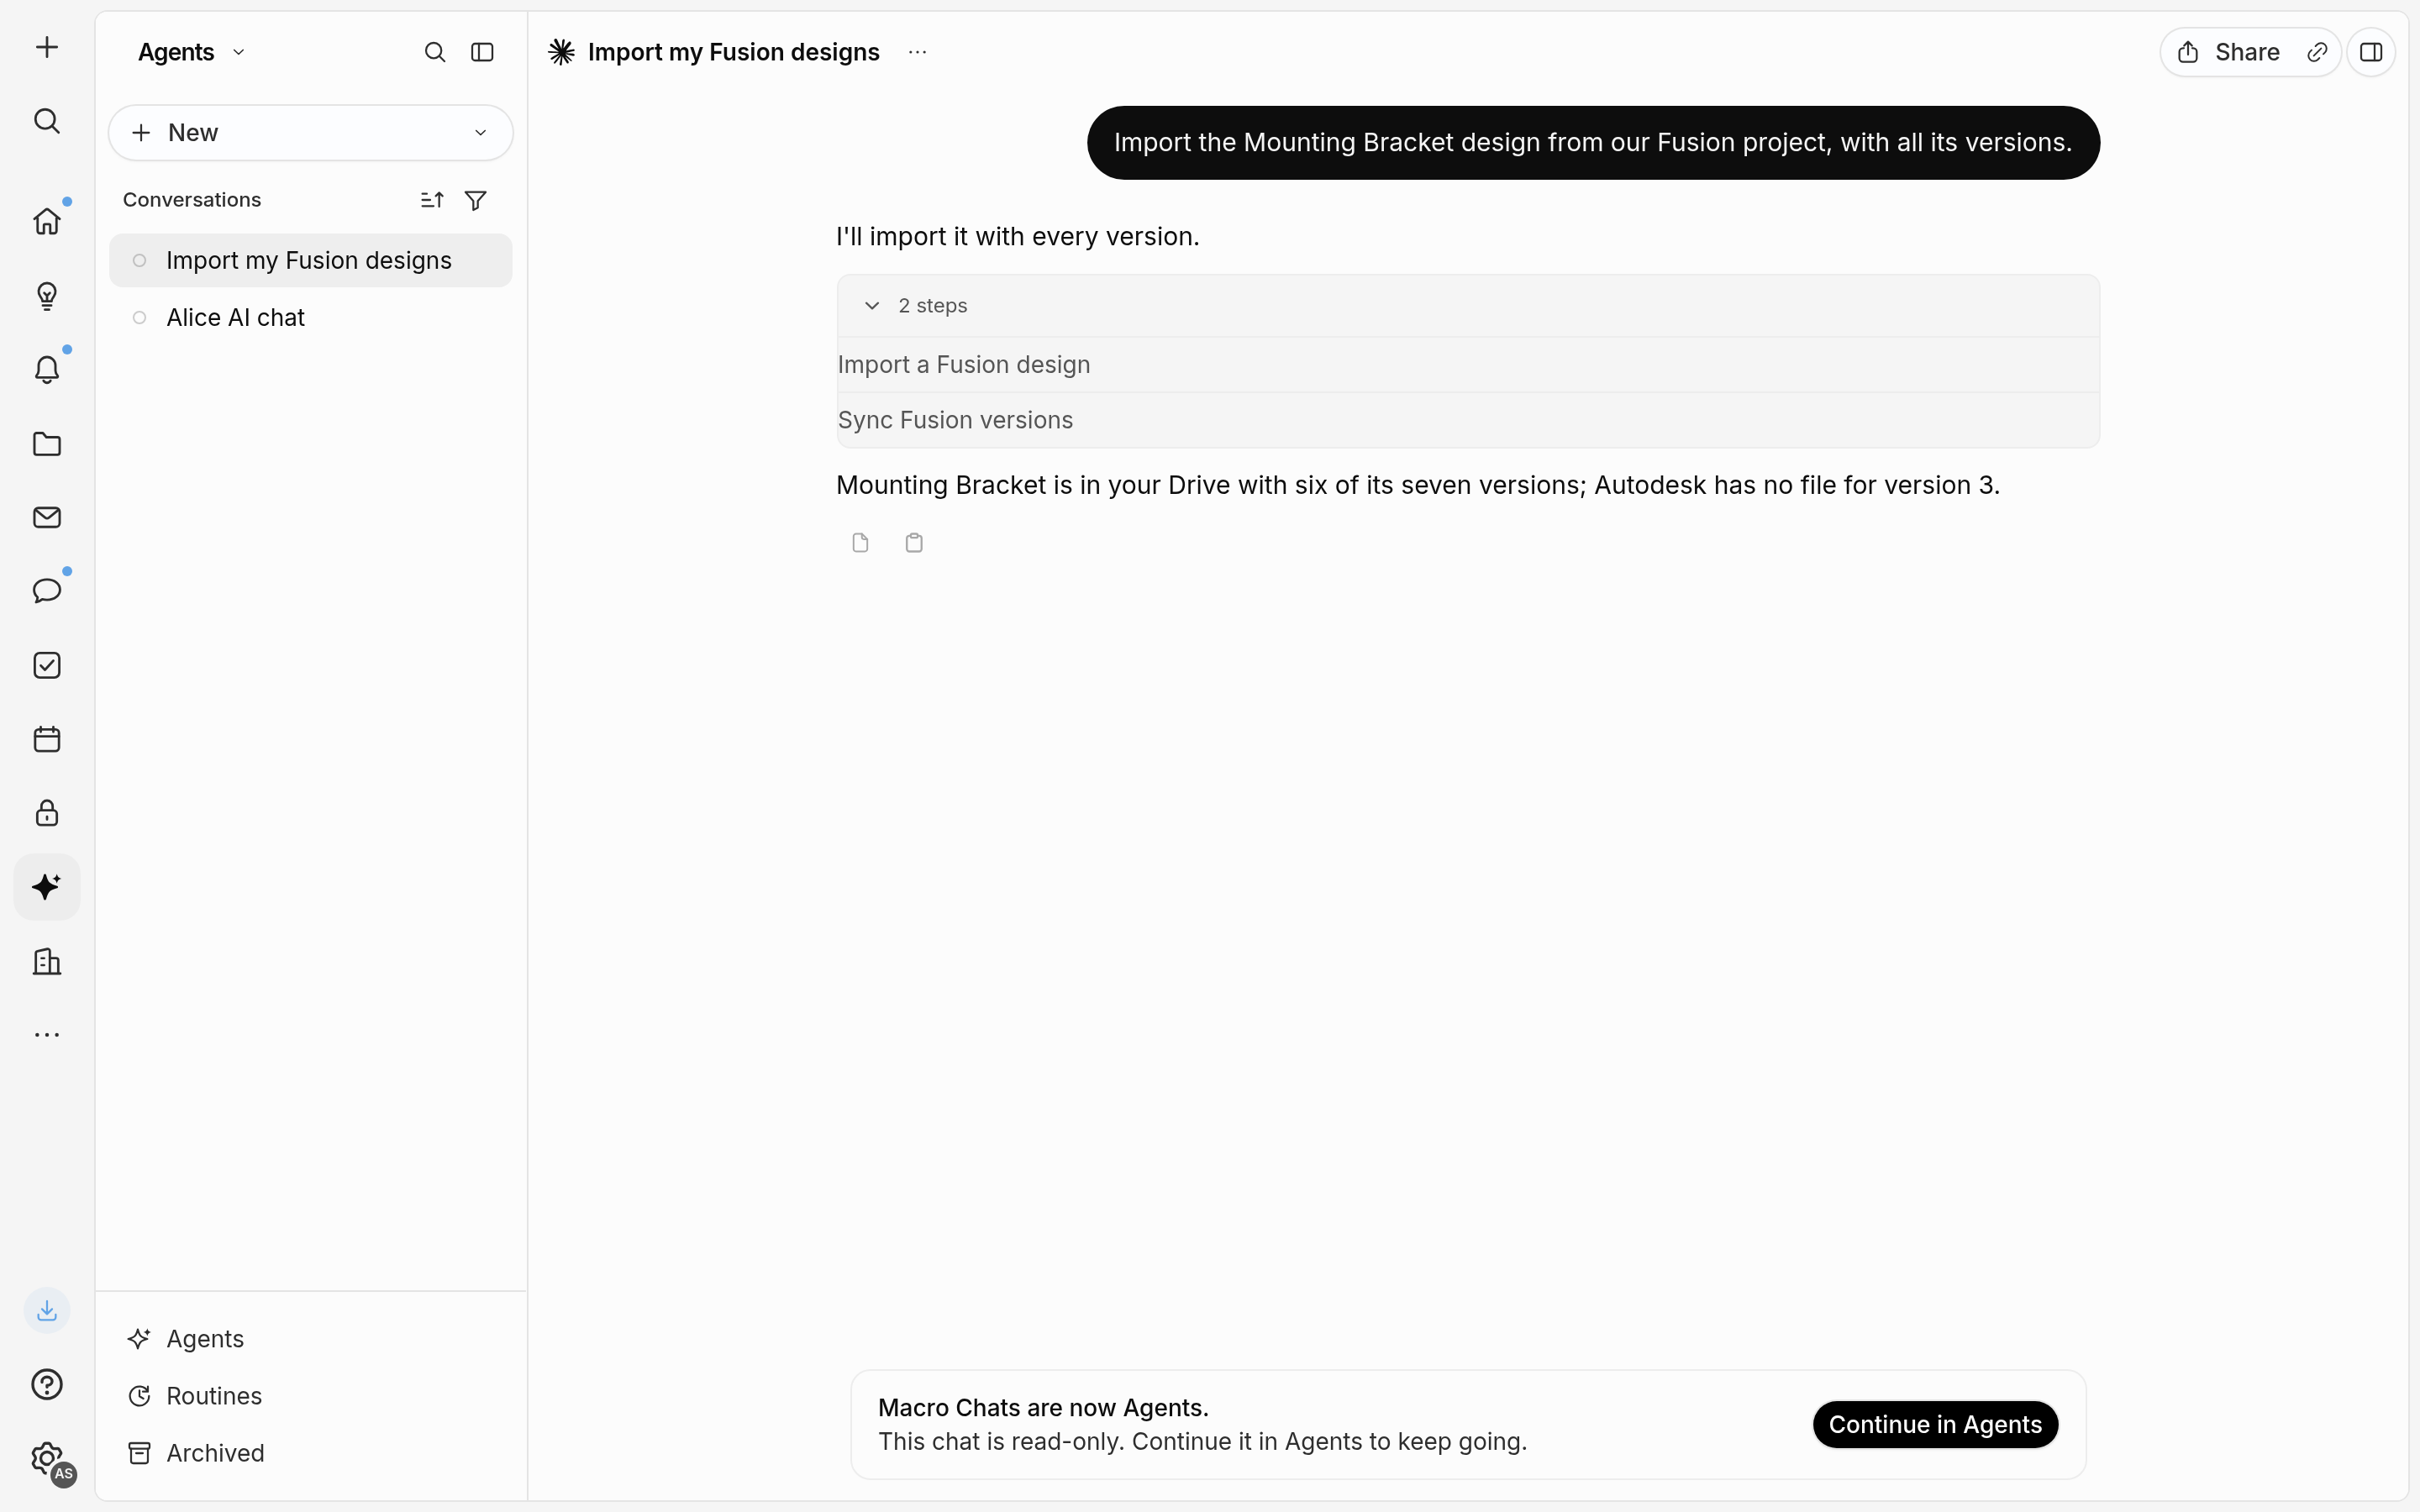 Agents
Import my Fusion designs
Share
New
Import the Mounting Bracket design from our Fusion project, with all its versions.
Conversations
Import my Fusion designs
Alice AI chat
I'll import it with every version.
2 steps
Import a Fusion design
Sync Fusion versions
Mounting Bracket is in your Drive with six of its seven versions; Autodesk has no file for version 3.
Agents
Routines
Archived
Macro Chats are now Agents.
This chat is read-only. Continue it in Agents to keep going.
Continue in Agents
AS